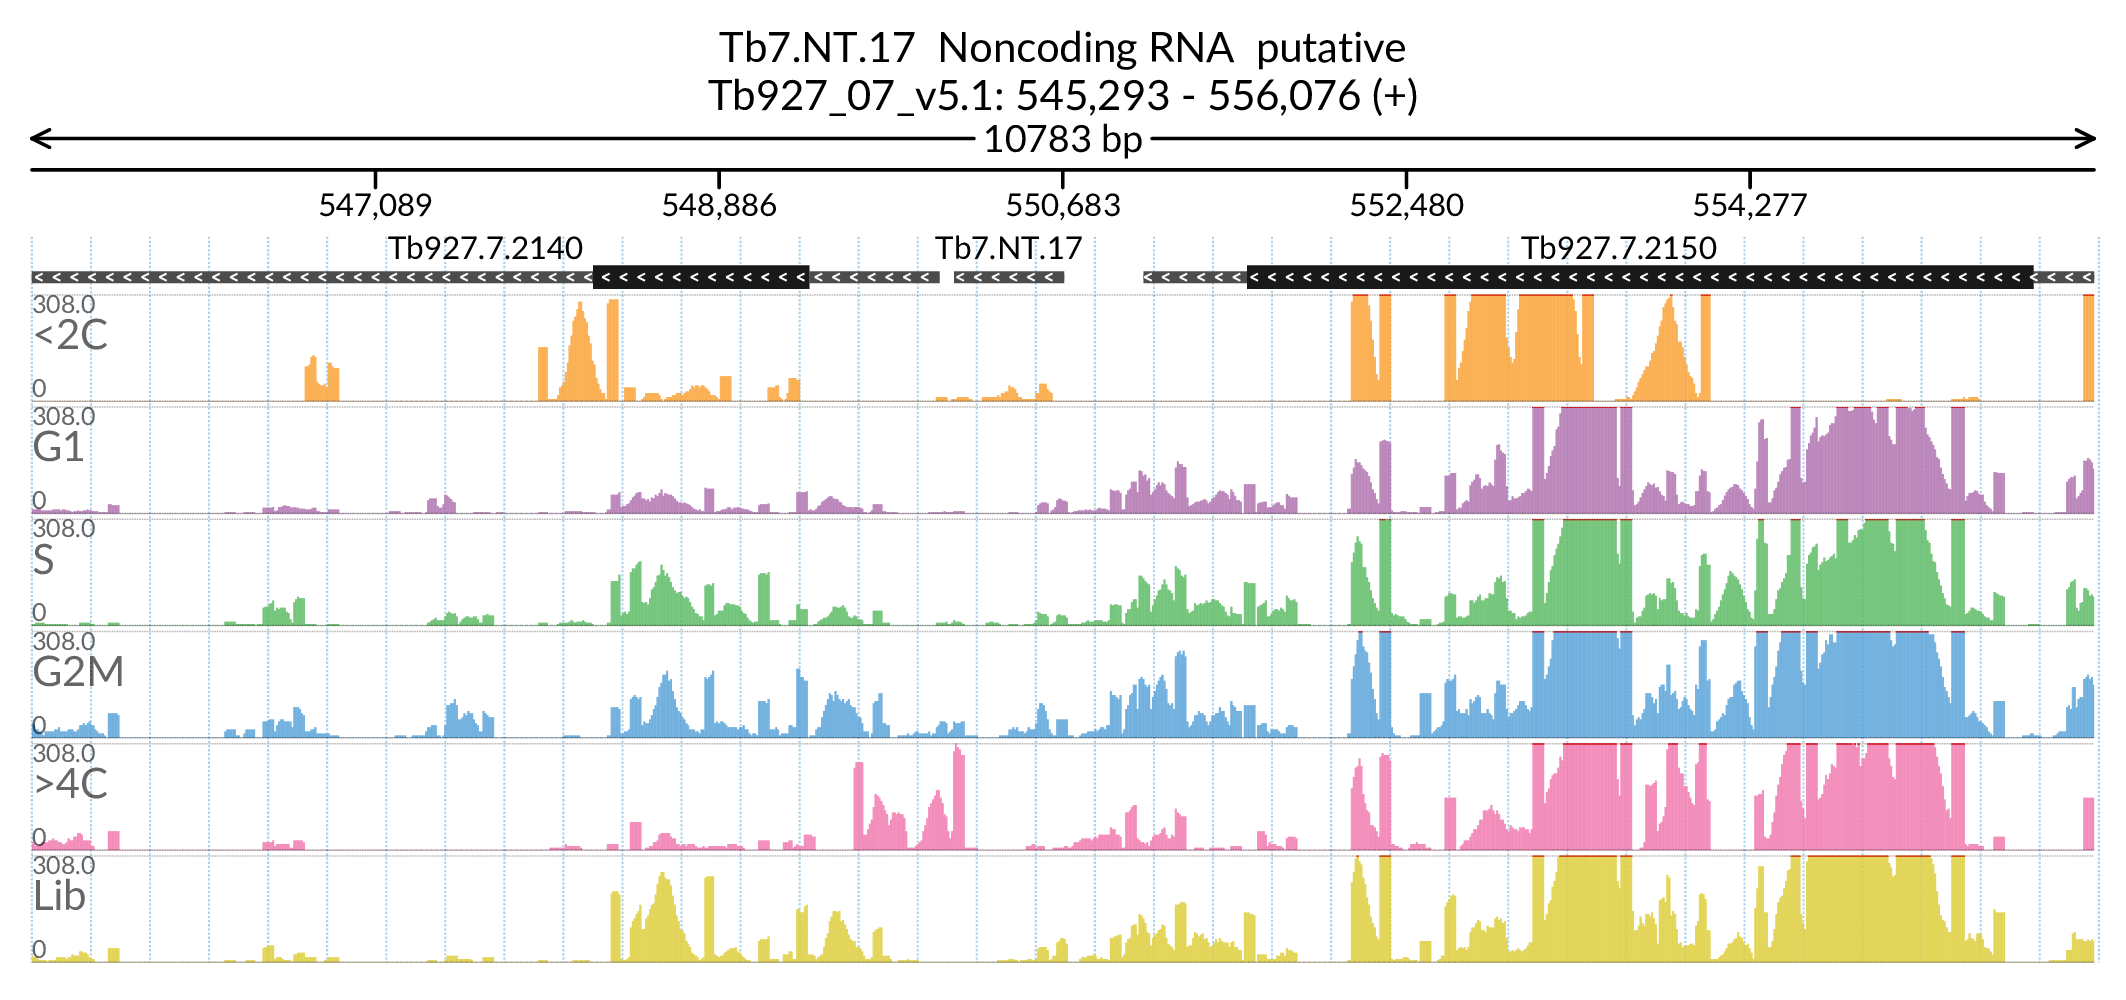 Tb7.NT.17 Noncoding RNA putative
Tb927_07_v5.1: 545,293 - 556,076 (+)
10783 bp
547,089 548,886 550,683 552,480 554,277
Tb927.7.2140 Tb7.NT.17 Tb927.7.2150
308.0
<2C
0
308.0
G1
0
308.0
S
0
308.0
G2M
0
308.0
>4C
0
308.0
Lib
0